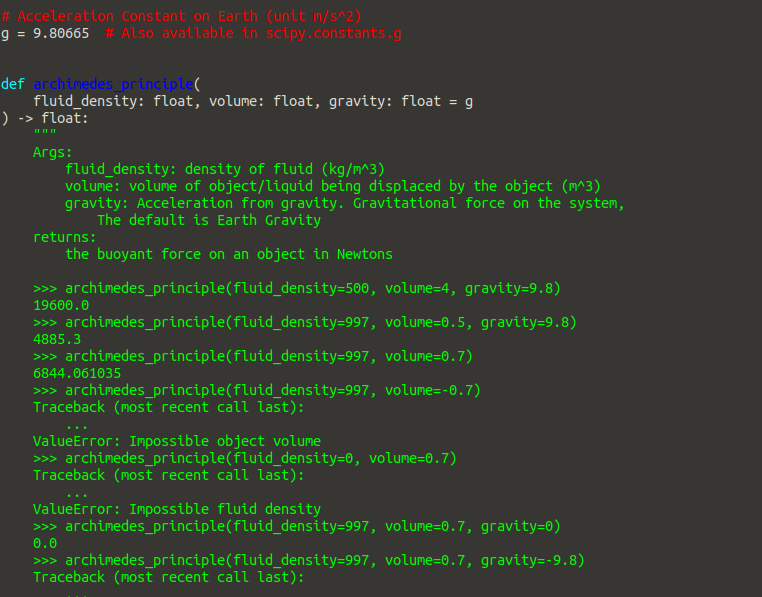 # Acceleration Constant on Earth (unit m/s^2)
g = 9.80665  # Also available in scipy.constants.g


def archimedes_principle(
    fluid_density: float, volume: float, gravity: float = g
) -> float:
    """
    Args:
        fluid_density: density of fluid (kg/m^3)
        volume: volume of object/liquid being displaced by the object (m^3)
        gravity: Acceleration from gravity. Gravitational force on the system,
            The default is Earth Gravity
    returns:
        the buoyant force on an object in Newtons

    >>> archimedes_principle(fluid_density=500, volume=4, gravity=9.8)
    19600.0
    >>> archimedes_principle(fluid_density=997, volume=0.5, gravity=9.8)
    4885.3
    >>> archimedes_principle(fluid_density=997, volume=0.7)
    6844.061035
    >>> archimedes_principle(fluid_density=997, volume=-0.7)
    Traceback (most recent call last):
        ...
    ValueError: Impossible object volume
    >>> archimedes_principle(fluid_density=0, volume=0.7)
    Traceback (most recent call last):
        ...
    ValueError: Impossible fluid density
    >>> archimedes_principle(fluid_density=997, volume=0.7, gravity=0)
    0.0
    >>> archimedes_principle(fluid_density=997, volume=0.7, gravity=-9.8)
    Traceback (most recent call last):
        ...